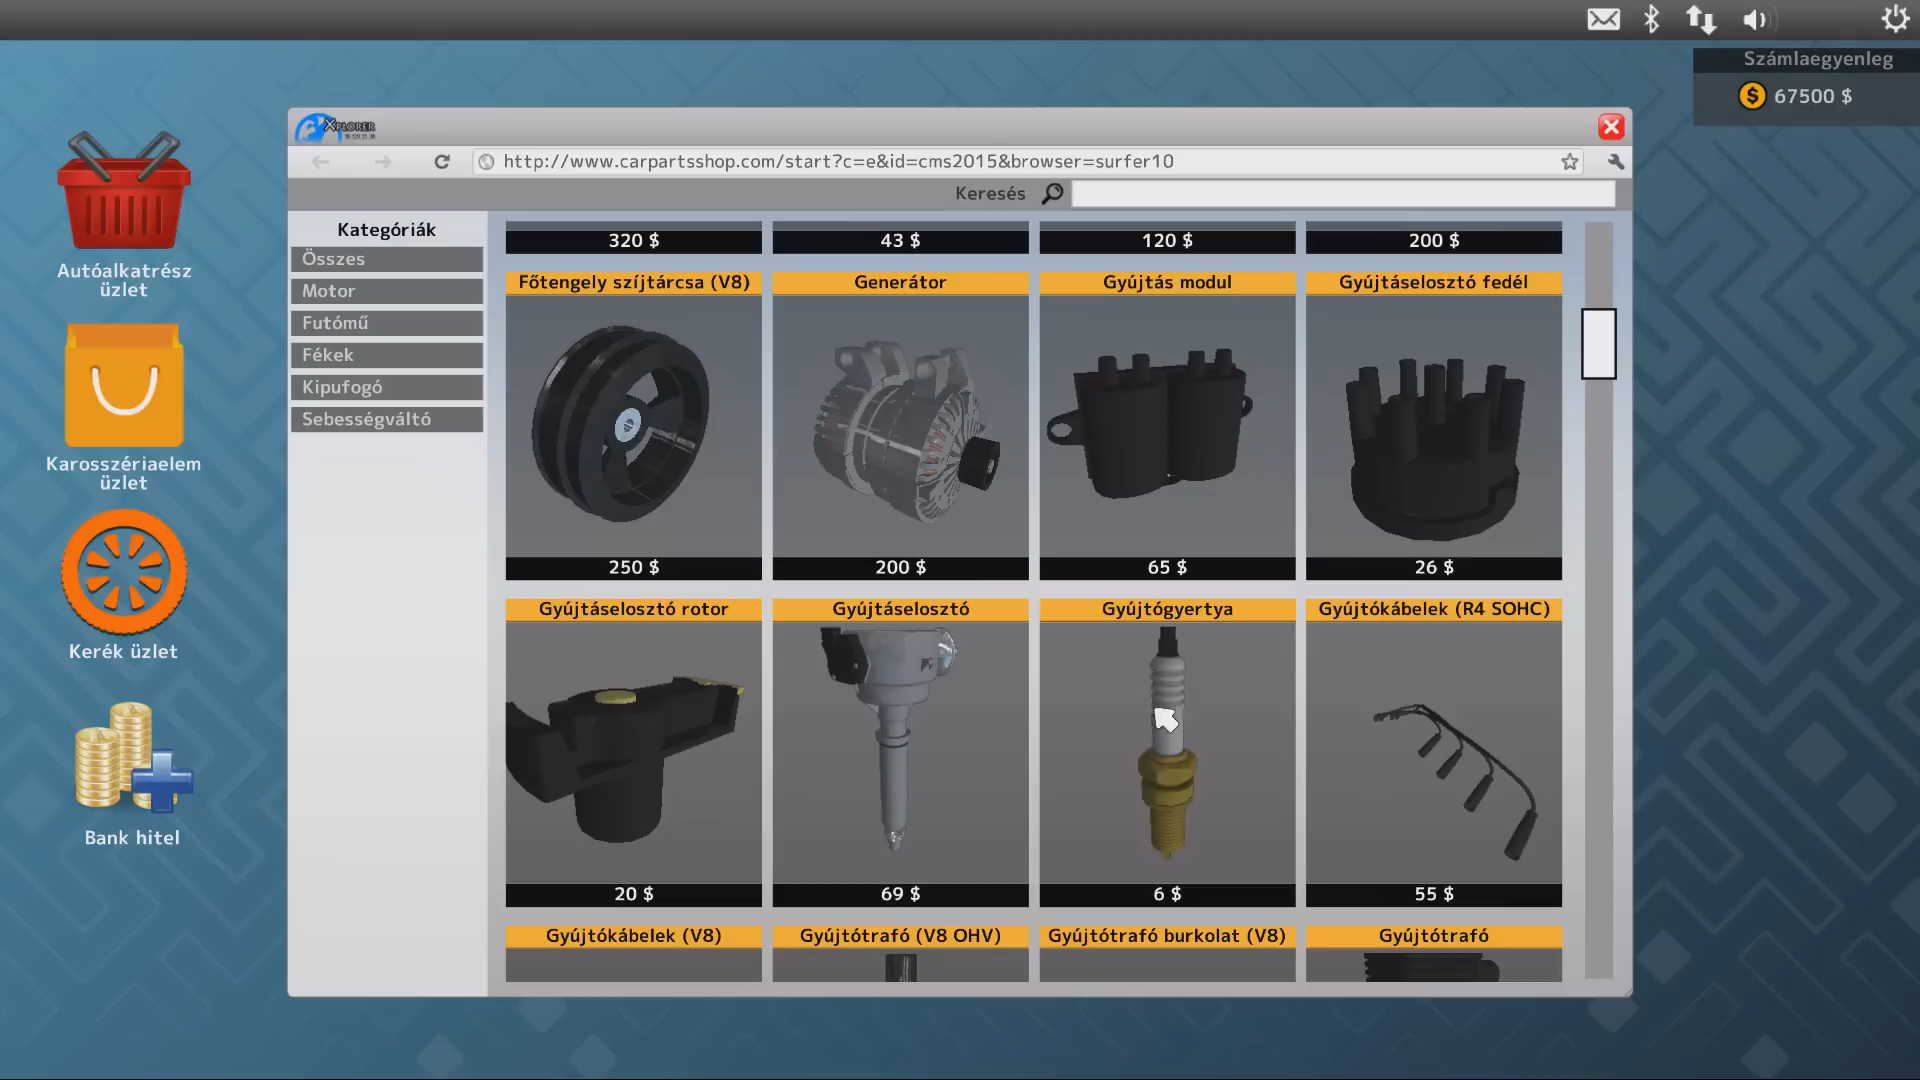 Számlaegyenleg
67500 $
XPLORER
http://www.carpartsshop.com/start?c=e&id=cms2015&browser=surfer10
Keresés
Autóalkatrész
üzlet
Karosszériaelem
üzlet
Kerék üzlet
Bank hitel
Kategóriák
Összes
Motor
Futómű
Fékek
Kipufogó
Sebességváltó
320 $
43 $
120 $
200 $
Főtengely szíjtárcsa (V8)
Generátor
Gyújtás modul
Gyújtáselosztó fedél
250 $
200 $
65 $
26 $
Gyújtáselosztó rotor
Gyújtáselosztó
Gyújtógyertya
Gyújtókábelek (R4 SOHC)
20 $
69 $
6 $
55 $
Gyújtókábelek (V8)
Gyújtótrafó (V8 OHV)
Gyújtótrafó burkolat (V8)
Gyújtótrafó